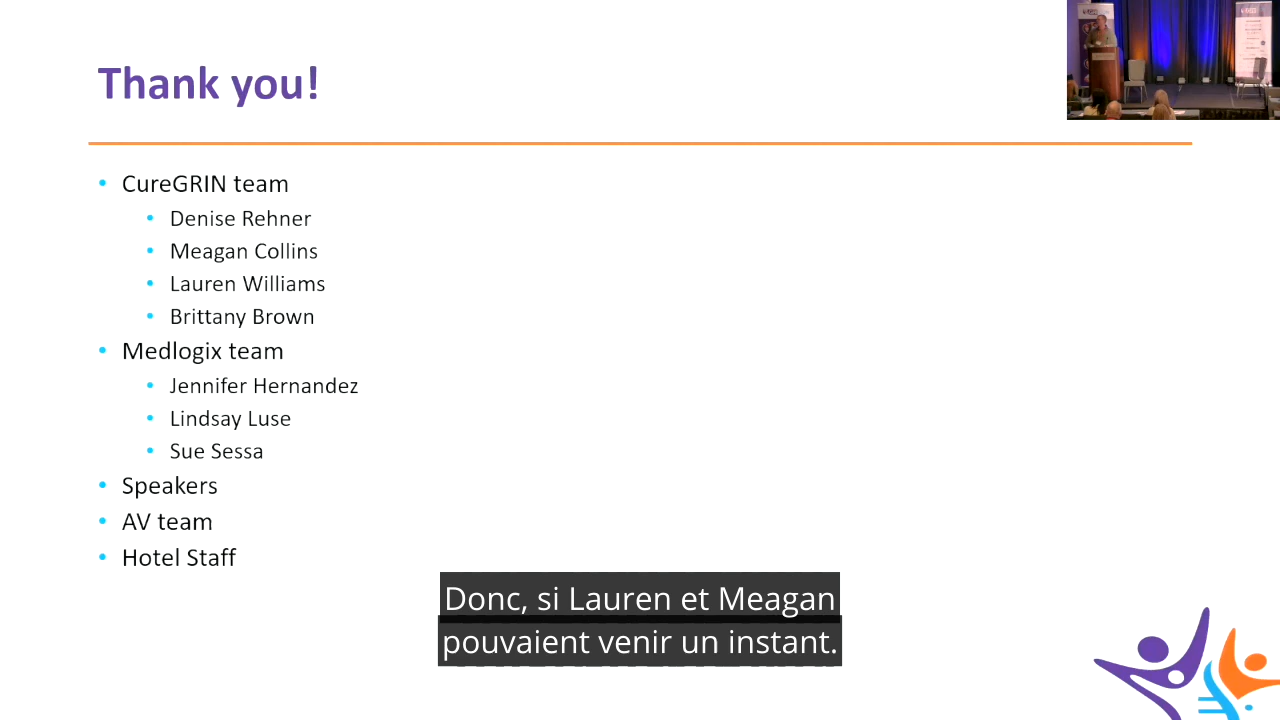 Thank you!
CureGRIN team
Denise Rehner
Meagan Collins
Lauren Williams
Brittany Brown
Medlogix team
Jennifer Hernandez
Lindsay Luse
Sue Sessa
Speakers
AV team
Hotel Staff
Donc, si Lauren et Meagan
pouvaient venir un instant.